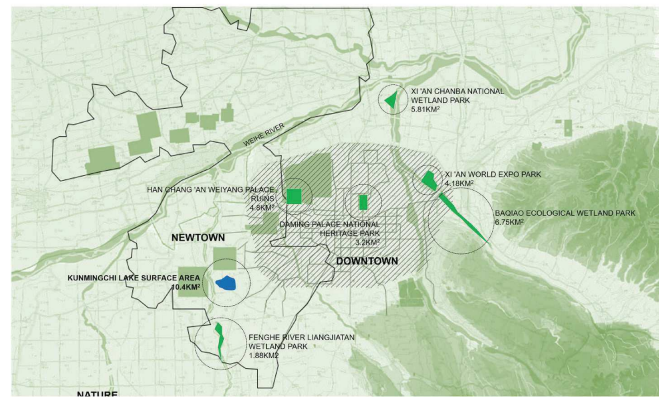 XI 'AN CHANBA NATIONAL
WETLAND PARK
5.81KM²
WEIHE RIVER
XI 'AN WORLD EXPO PARK
4.18KM²
HAN CHANG 'AN WEIYANG PALACE
RUINS
4.8KM²
BAQIAO ECOLOGICAL WETLAND PARK
6.75KM²
DAMING PALACE NATIONAL
HERITAGE PARK
3.2KM²
NEWTOWN
DOWNTOWN
KUNMINGCHI LAKE SURFACE AREA
10.4KM²
FENGHE RIVER LIANGJIATAN
WETLAND PARK
1.88KM2
NATURE